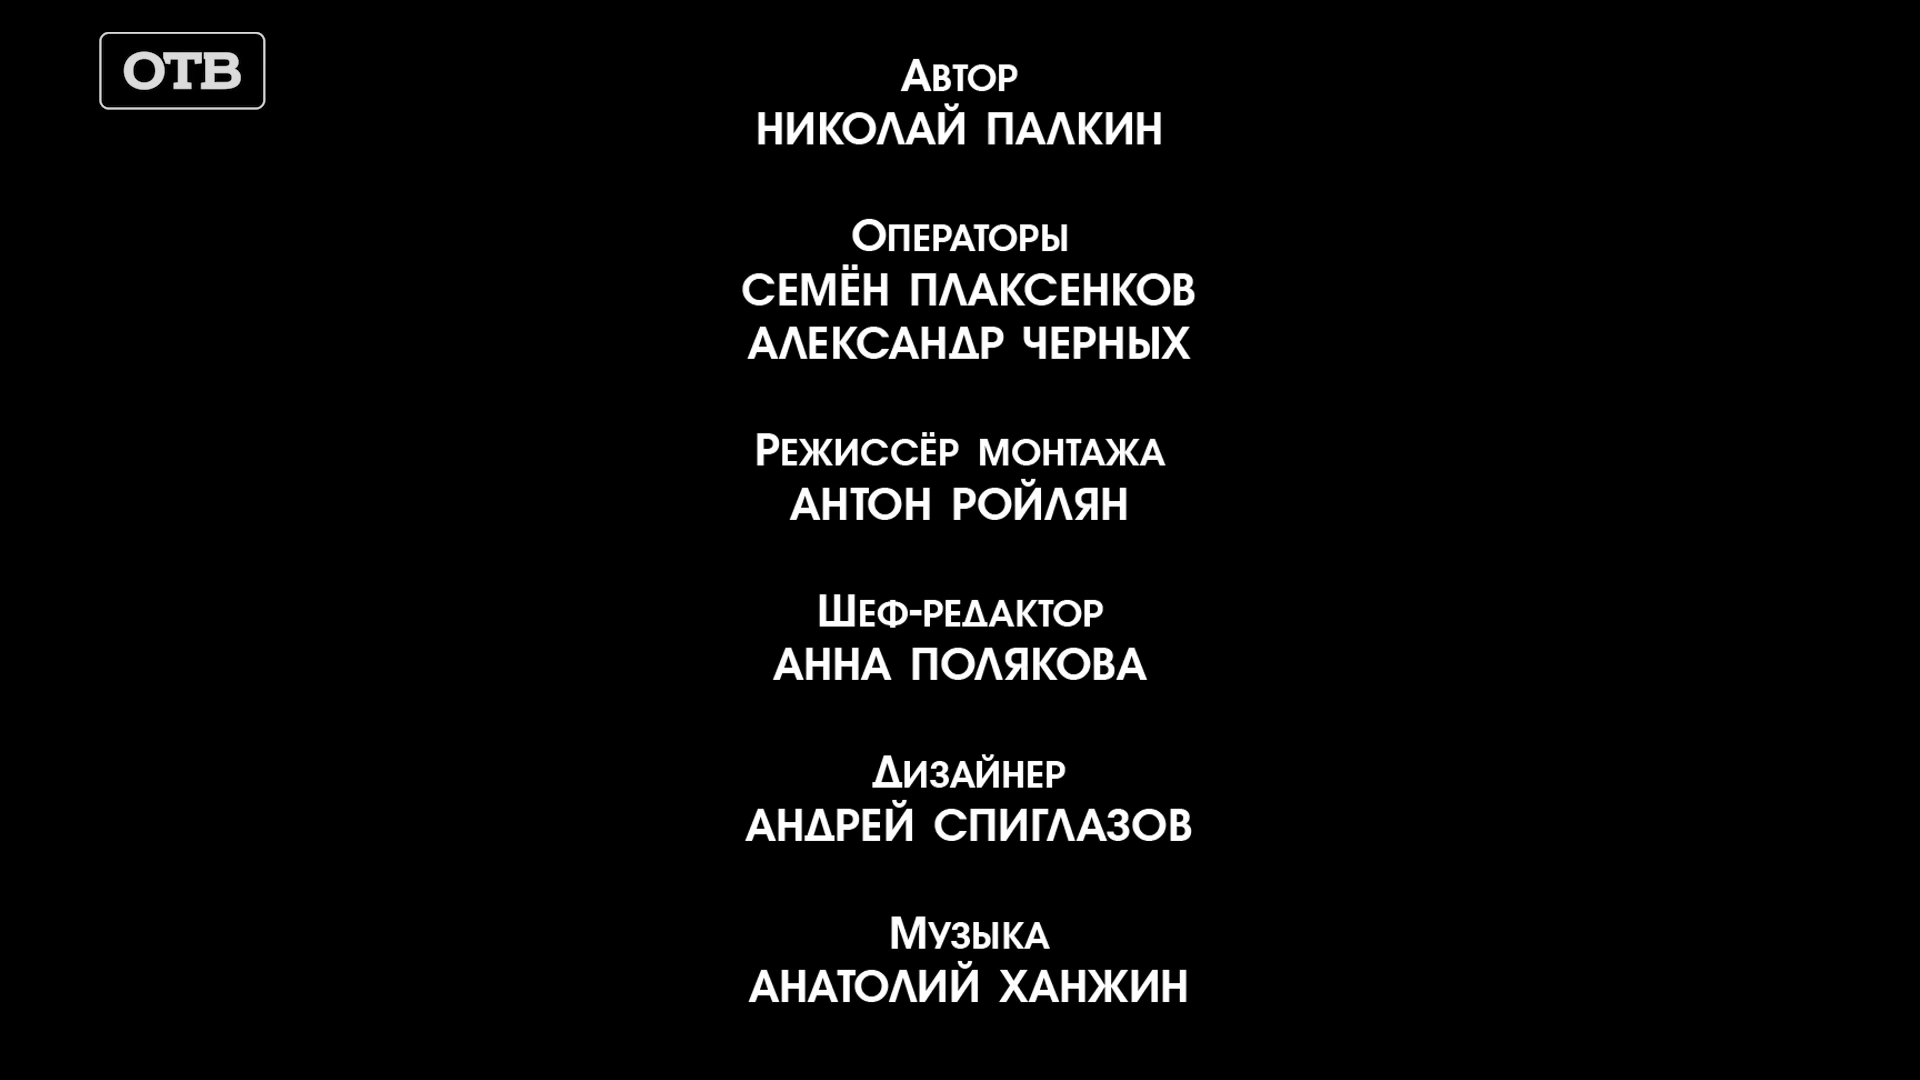 ОТВ
Автор
НИКОЛАЙ ПАЛКИН
Операторы
СЕМЁН ПЛАКСЕНКОВ
АЛЕКСАНДР ЧЕРНЫХ
Режиссёр монтажа
АНТОН РОЙЛЯН
Шеф-редактор
АННА ПОЛЯКОВА
Дизайнер
АНДРЕЙ СПИГЛАЗОВ
Музыка
АНАТОЛИЙ ХАНЖИН